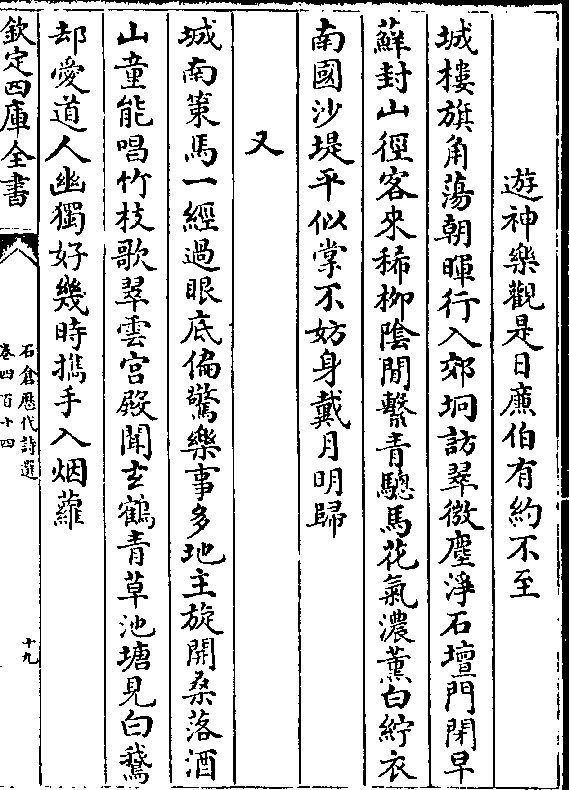 遊神樂觀是日㢘伯有約不至
城樓旗角蕩朝暉行入郊坰訪翠微塵淨石壇門閉早
蘚封山徑客來稀栁陰閒繫青驄馬花氣濃薰白紵衣
南國沙堤平似掌不妨身戴月明歸
又
城南策馬一經過眼底偏驚樂事多地主旋開桑落酒
山童能唱竹枝歌翠雲宮殿聞𤣥鶴青草池塘見白鵞
却愛道人幽獨好幾時攜手入烟蘿
欽定四庫全書
石倉歴代詩選
卷四百十四
十九